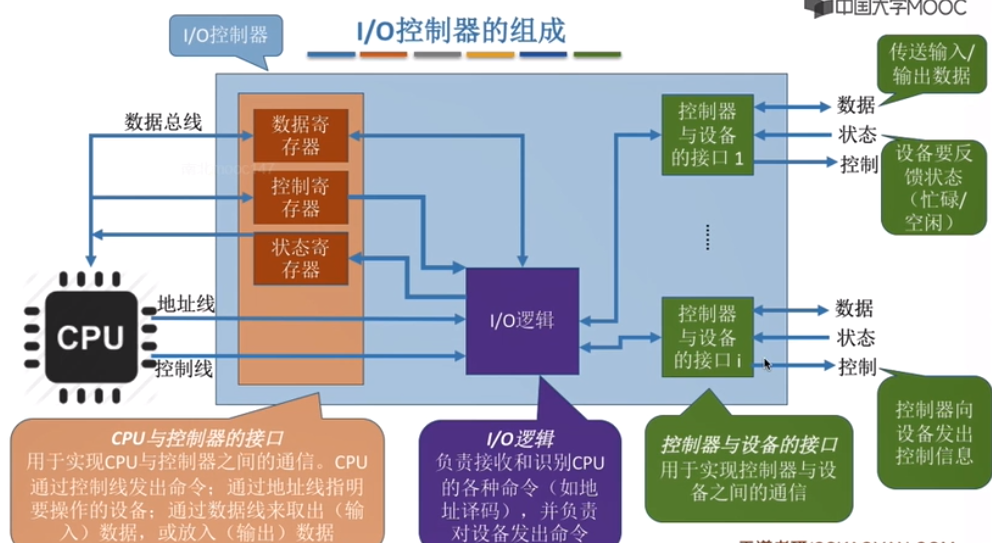 中国大学MOOC
I/O控制器
I/O控制器的组成
传送输入/
输出数据
数据总线
数据寄
存器
控制寄
存器
状态寄
存器
控制器
与设备
的接口 1
数据
状态
控制
设备要反
馈状态
（忙碌/
空闲）
CPU
地址线
控制线
I/O逻辑
控制器
与设备
的接口 i
数据
状态
控制
控制器向
设备发出
控制信息
CPU与控制器的接口
用于实现CPU与控制器之间的通信。CPU
通过控制线发出命令；通过地址线指明
要操作的设备；通过数据线来取出（输
入）数据，或放入（输出）数据
I/O逻辑
负责接收和识别CPU
的各种命令（如地
址译码），并负责
对设备发出命令
控制器与设备的接口
用于实现控制器与设
备之间的通信